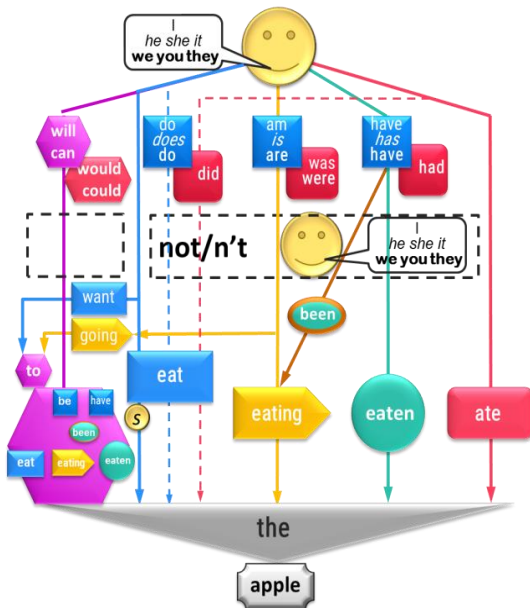 I
he she it
we you they
will
can
would
could
do
does
do
did
am
is
are
was
were
have
has
have
had
not/n't
I
he she it
we you they
want
going
been
to
eat
s
be
have
been
eat
eating
eaten
eating
eaten
ate
the
apple